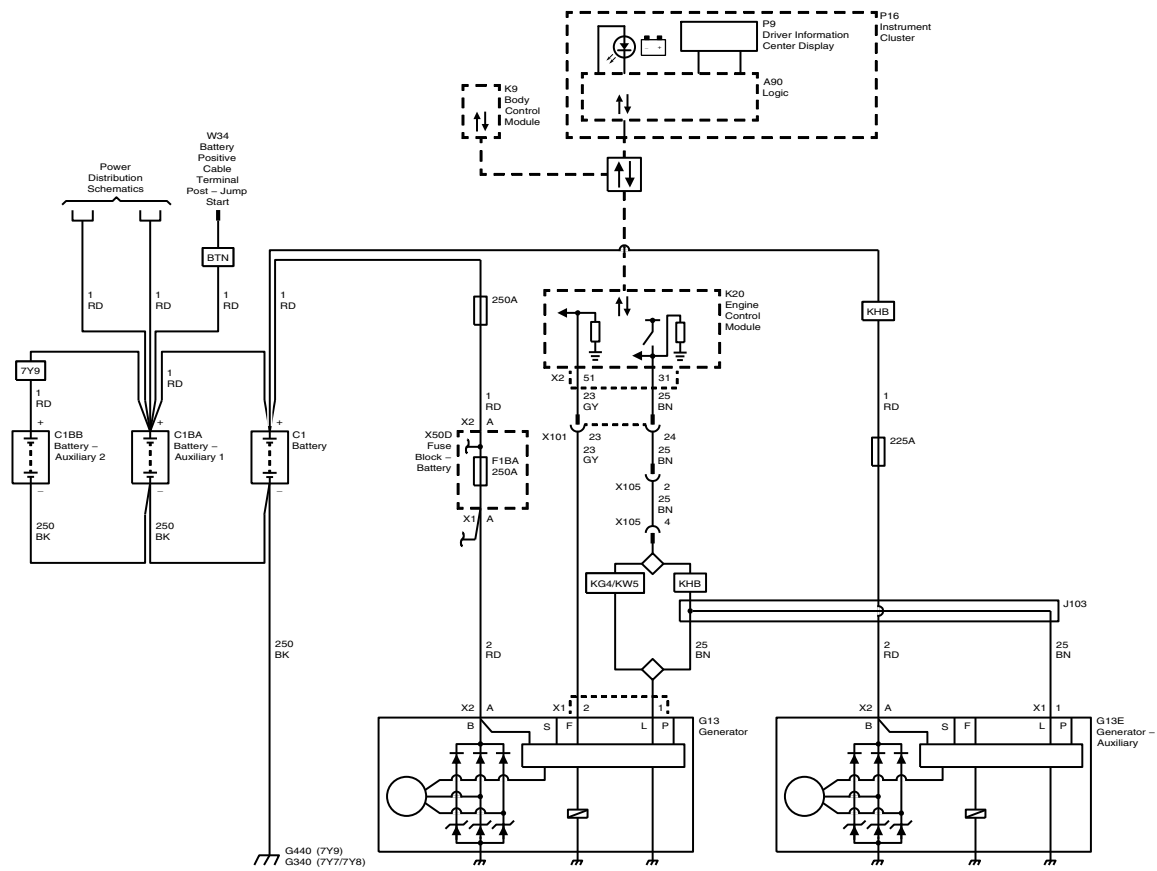 P16
Instrument
Cluster
P9
Driver Information
Center Display
A90
Logic
K9
Body
Control
Module
W34
Battery
Positive
Cable
Terminal
Post – Jump
Start
Power
Distribution
Schematics
BTN
1
RD
1
RD
1
RD
1
RD
250A
K20
Engine
Control
Module
KHB
7Y9
1
RD
1
RD
X2
51
31
23
GY
25
BN
1
RD
1
RD
+
C1BB
Battery –
Auxiliary 2
–
+
C1BA
Battery –
Auxiliary 1
–
+
C1
Battery
–
X2
A
X50D
Fuse
Block –
Battery
F1BA
250A
X1
A
X101
23
24
23
GY
25
BN
225A
X105
2
25
BN
X105
4
250
BK
250
BK
KG4/KW5
KHB
J103
250
BK
2
RD
25
BN
2
RD
25
BN
X2
A
X1
2
1
G13
Generator
B
S
F
L
P
X2
A
X1
1
G13E
Generator –
Auxiliary
B
S
F
L
P
G440 (7Y9)
G340 (7Y7/7Y8)